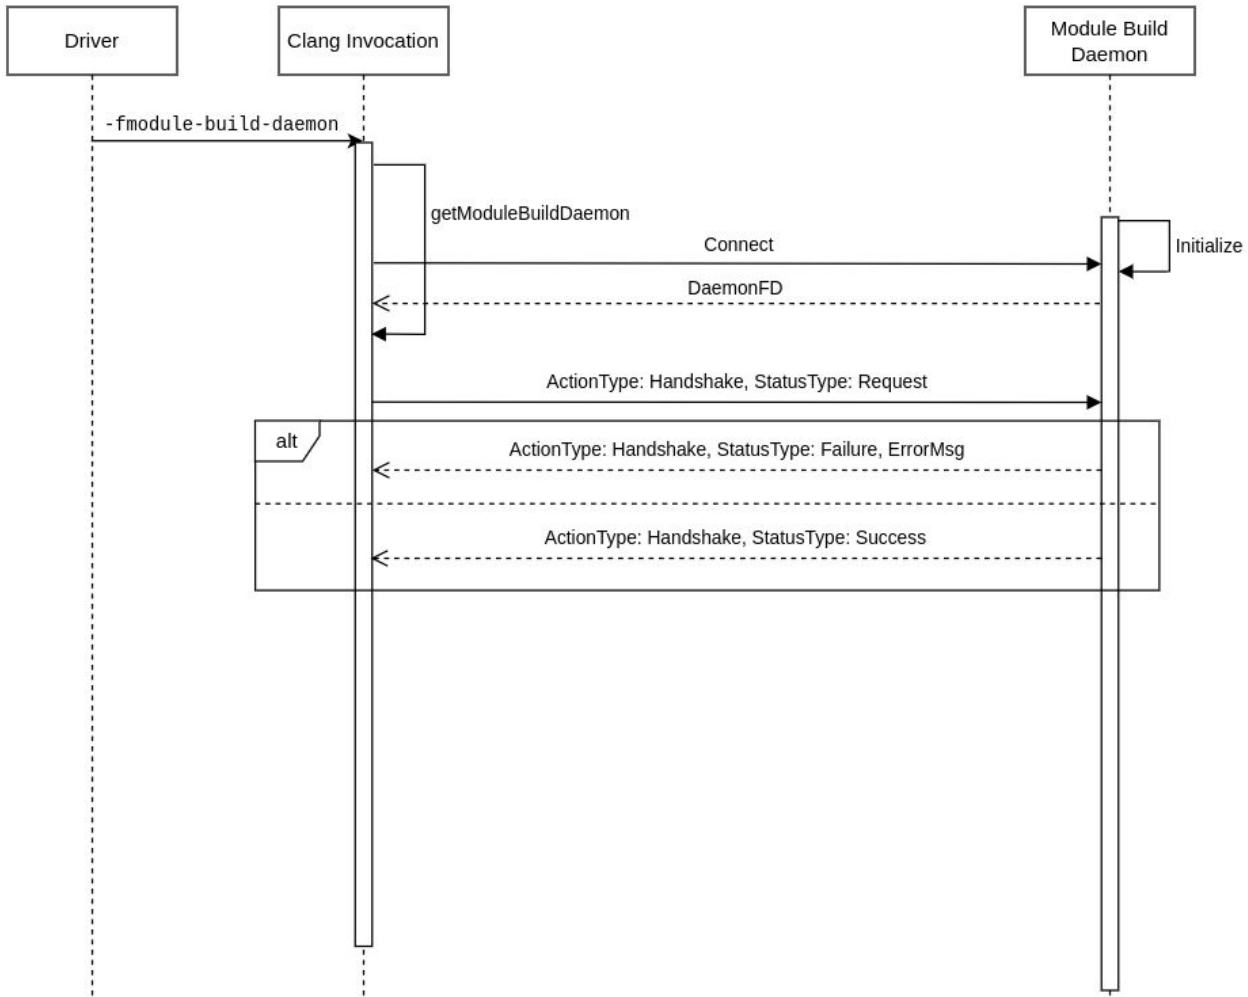 Driver
Clang Invocation
Module Build
Daemon
-fmodule-build-daemon
getModuleBuildDaemon
Connect
Initialize
DaemonFD
ActionType: Handshake, StatusType: Request
alt
ActionType: Handshake, StatusType: Failure, ErrorMsg
ActionType: Handshake, StatusType: Success